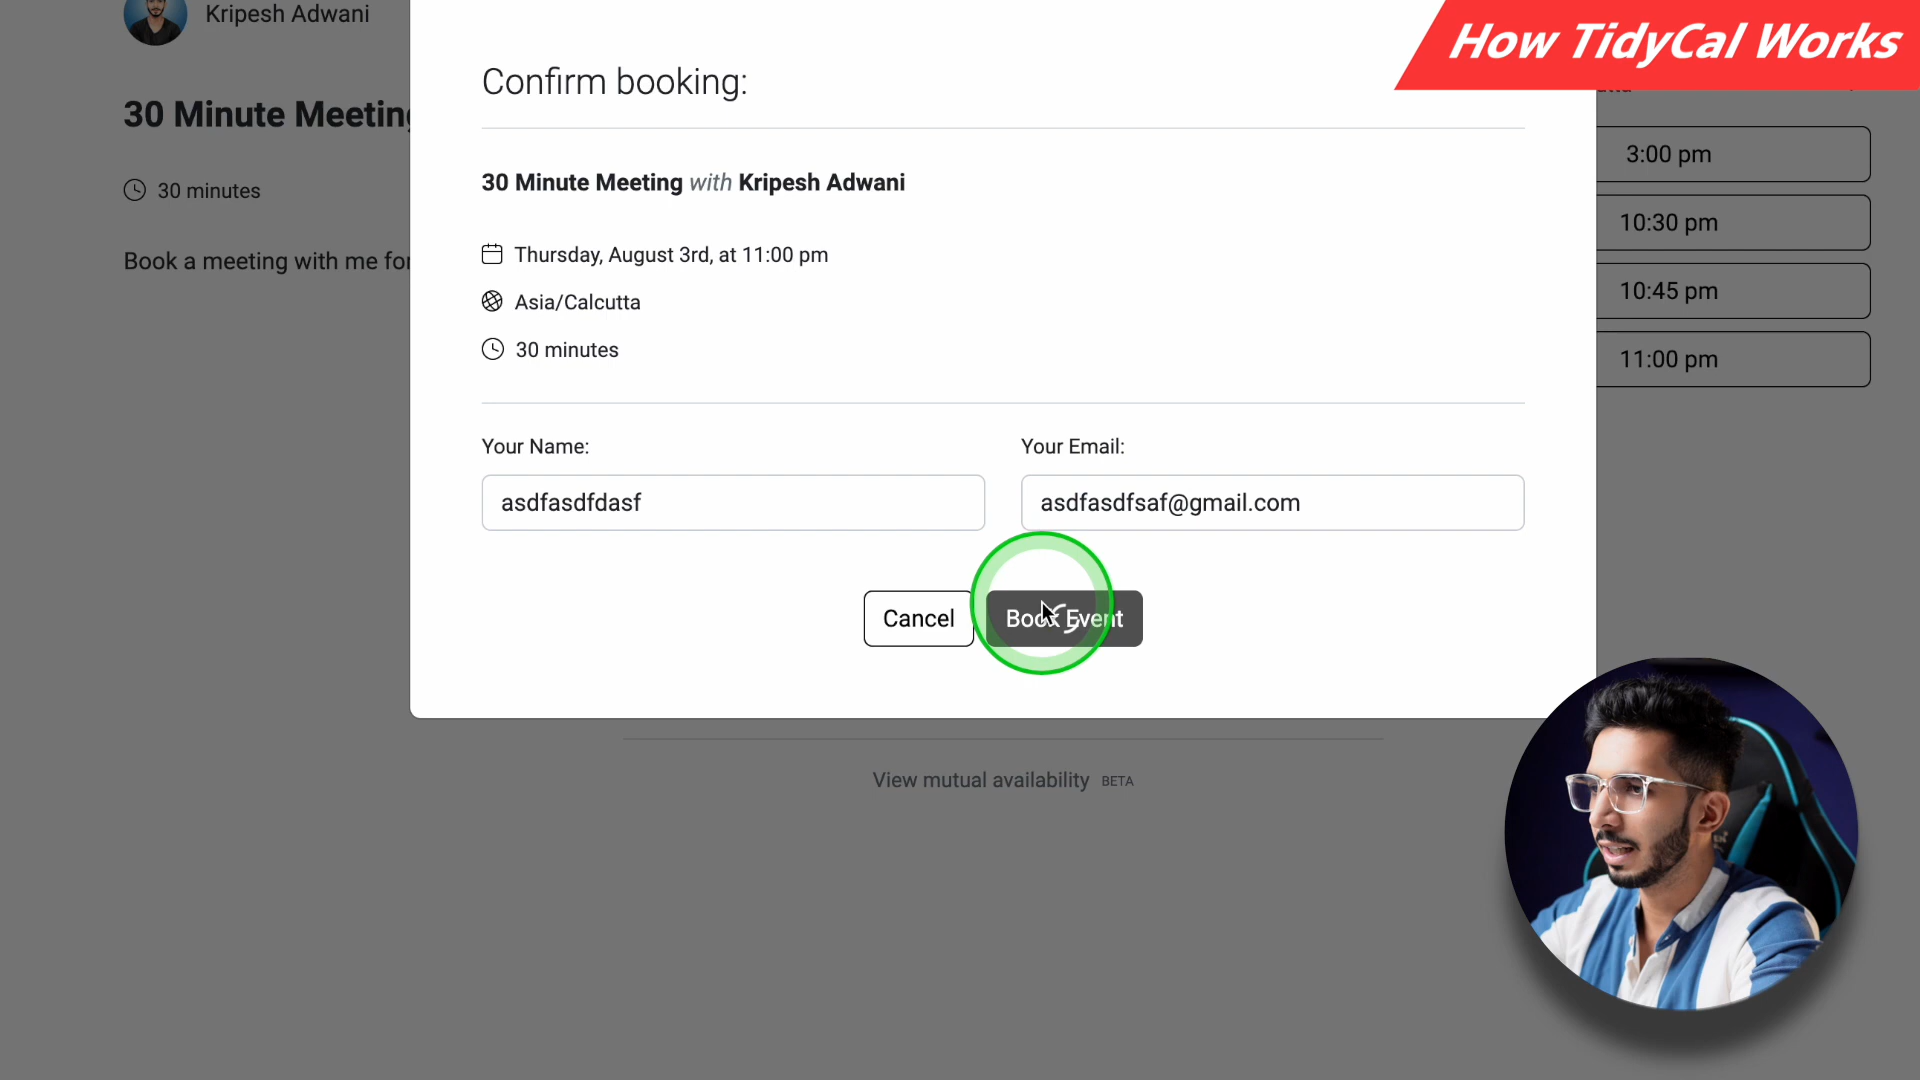 Kripesh Adwani
How TidyCal Works
Confirm booking:
30 Minute Meeting
30 Minute Meeting with Kripesh Adwani
30 minutes
Book a meeting with me for
Thursday, August 3rd, at 11:00 pm
Asia/Calcutta
30 minutes
3:00 pm
10:30 pm
10:45 pm
11:00 pm
Your Name:
Your Email:
asdfasdfdasf
asdfasdfsaf@gmail.com
Cancel
Book Event
View mutual availability BETA